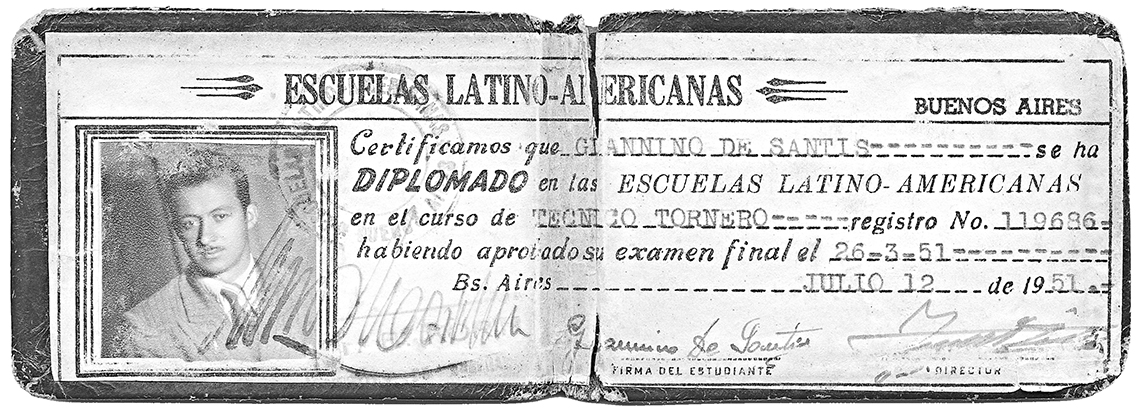 ESCUELAS LATINO-AMERICANAS
BUENOS AIRES
Certificamos que GIANNINO DE SANTIS-----------se ha
DIPLOMADO en las ESCUELAS LATINO-AMERICANAS
en el curso de TECNICO TORNERO-----registro No. 119686-
habiendo aprobado su examen final el 26-3-51----------
Bs. Aires JULIO 12 de 1951.-
Giannino De Santis
FIRMA DEL ESTUDIANTE
DIRECTOR